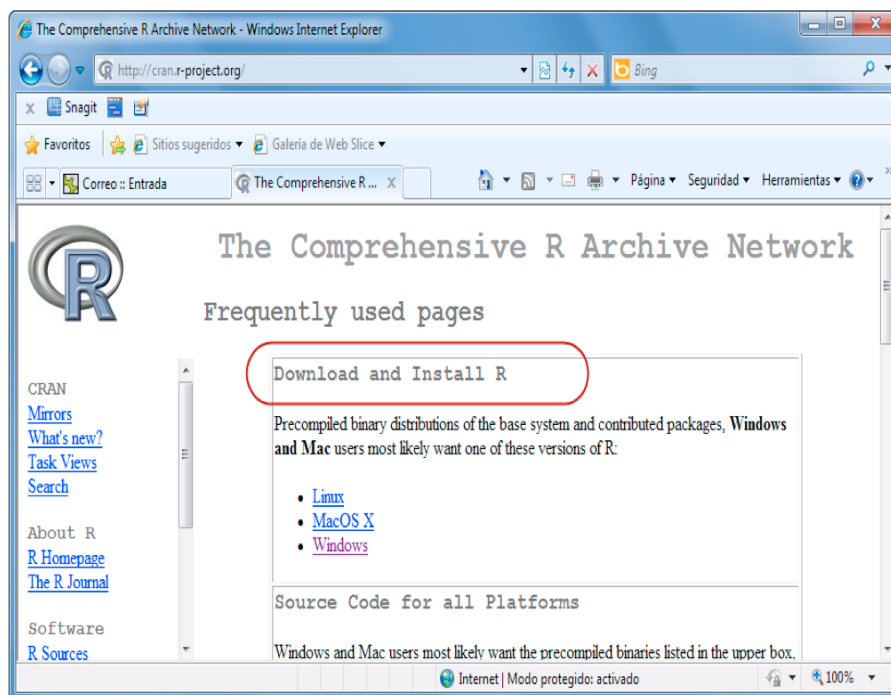 The Comprehensive R Archive Network - Windows Internet Explorer
http://cran.r-project.org/
Bing
x Snagit
Favoritos Sitios sugeridos Galería de Web Slice
Correo :: Entrada The Comprehensive R ... X Página Seguridad Herramientas
R
The Comprehensive R Archive Network
Frequently used pages
CRAN
Mirrors
What's new?
Task Views
Search
About R
R Homepage
The R Journal
Software
R Sources
Download and Install R
Precompiled binary distributions of the base system and contributed packages, Windows
and Mac users most likely want one of these versions of R:
• Linux
• MacOS X
• Windows
Source Code for all Platforms
Windows and Mac users most likely want the precompiled binaries listed in the upper box,
Internet | Modo protegido: activado 100%